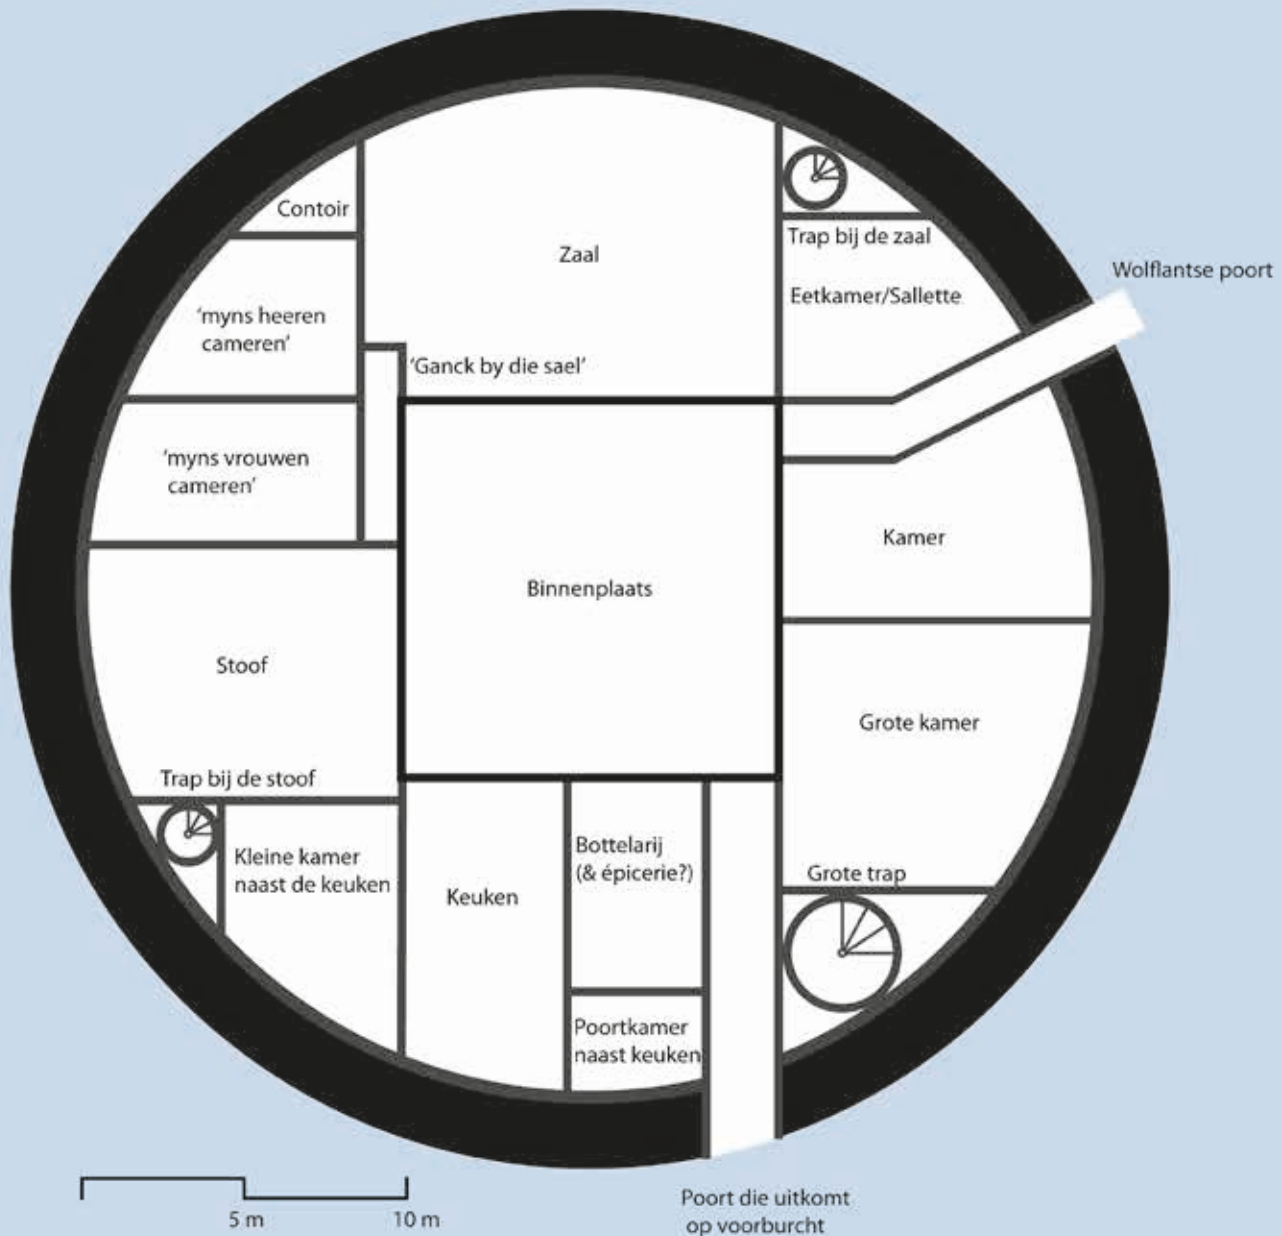 Contoir
Zaal
Trap bij de zaal
Wolflantse poort
Eetkamer/Sallette
‘myns heeren
cameren’
‘Ganck by die sael’
‘myns vrouwen
cameren’
Kamer
Binnenplaats
Stoof
Grote kamer
Trap bij de stoof
Kleine kamer
naast de keuken
Keuken
Bottelarij
(& épicerie?)
Grote trap
Poortkamer
naast keuken
5 m
10 m
Poort die uitkomt
op voorburcht